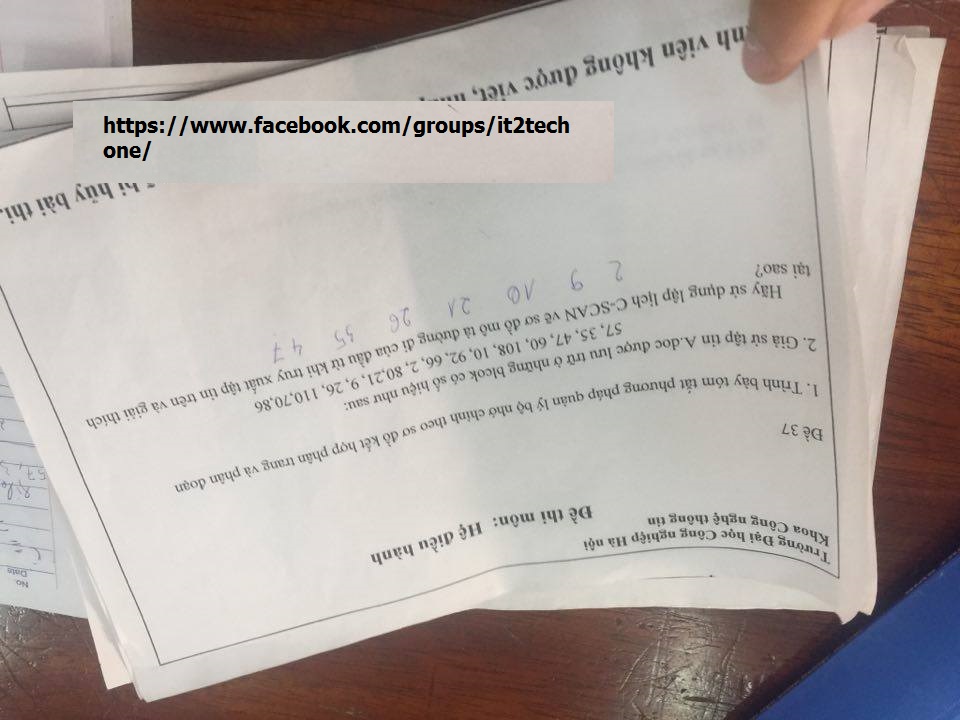 Trường Đại học Công nghiệp Hà nội
Khoa Công nghệ thông tin
Đề thi môn: Hệ điều hành
Đề 37
1. Trình bày tóm tắt phương pháp quản lý bộ nhớ chính theo sơ đồ kết hợp phân trang và phân đoạn
2. Giả sử tập tin A.doc được lưu trữ ở những blcok có số hiệu như sau:
57, 35, 47, 60, 108, 10, 92, 66, 2, 80,21, 9, 26, 110,70.86
Hãy sử dụng lập lịch C-SCAN vẽ sơ đồ mô tả đường đi của đầu từ khi truy xuất tập tin trên và giải thích
tại sao?
2 9 10 21 26 35 47
bị hủy bài thi.
https://www.facebook.com/groups/it2tech
one/
viên không được viết,
No.
Date
57,